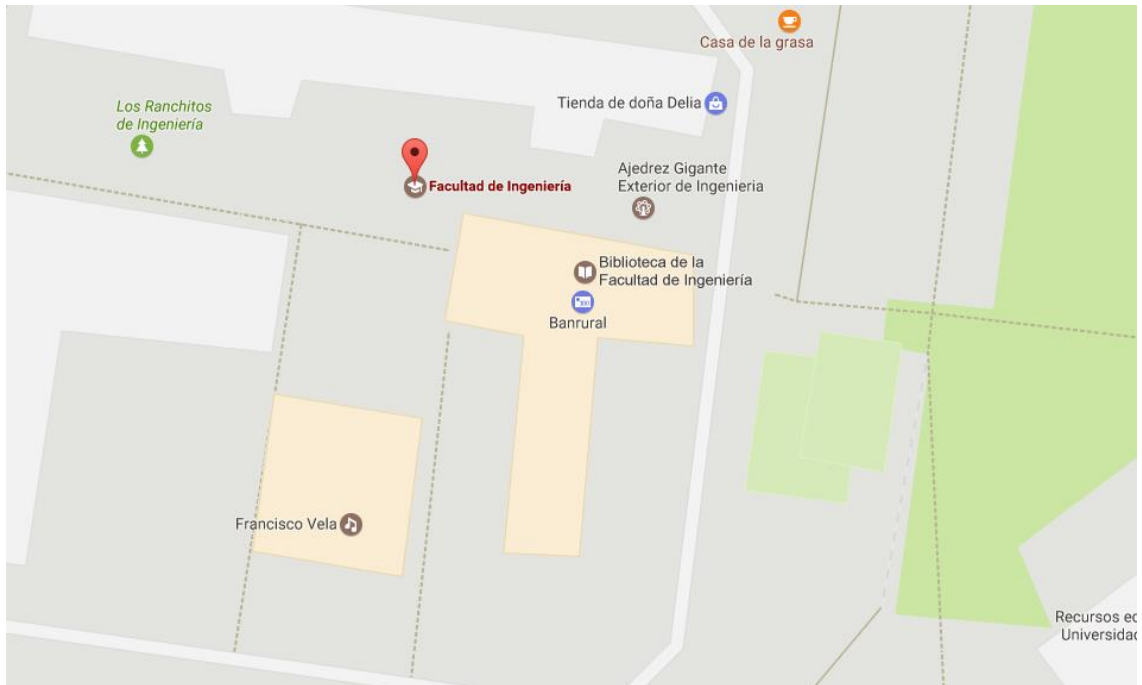 Casa de la grasa
Tienda de doña Delia
Los Ranchitos
de Ingeniería
Facultad de Ingeniería
Ajedrez Gigante
Exterior de Ingenieria
Biblioteca de la
Facultad de Ingeniería
Banrural
Francisco Vela
Recursos
Universidad